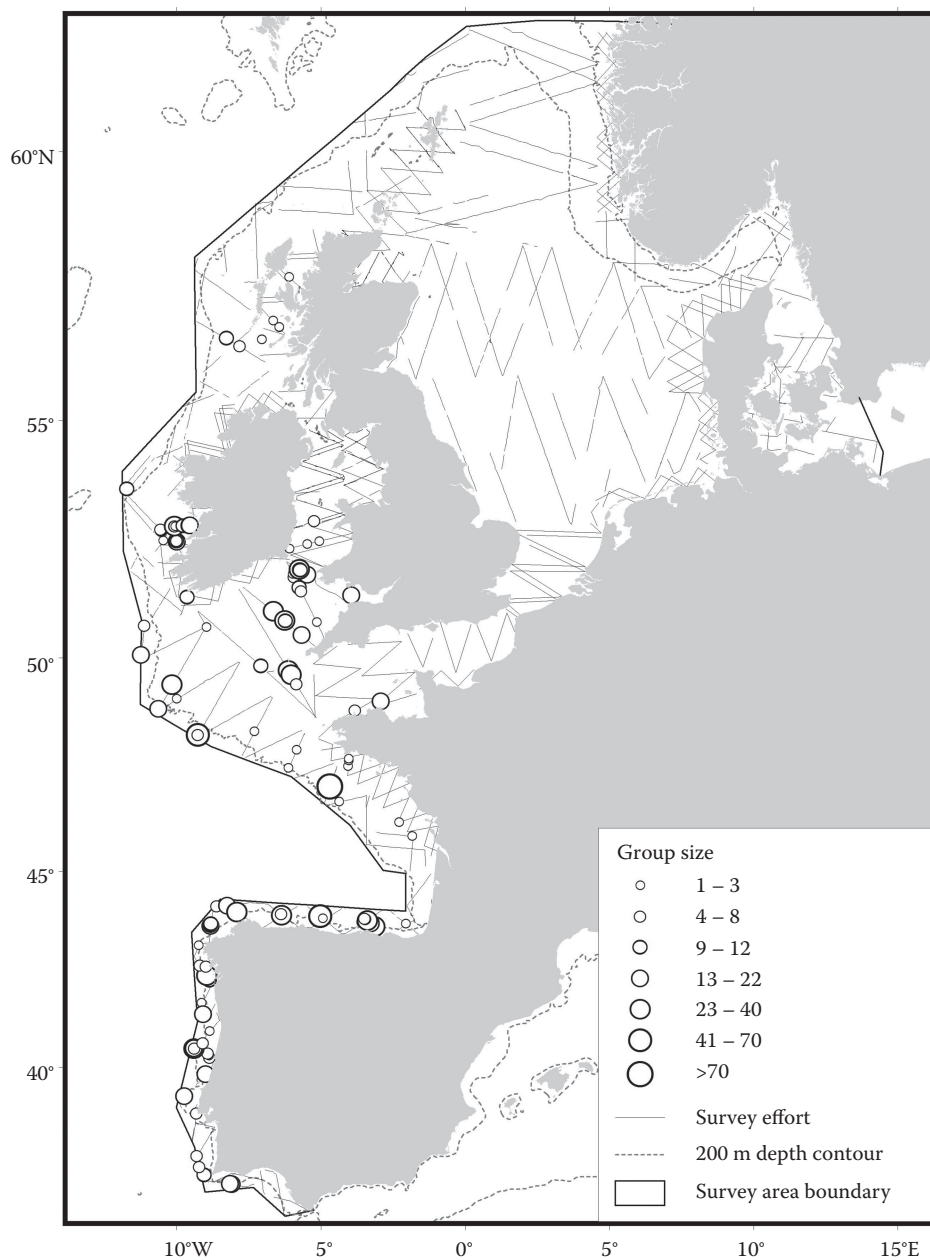 60°N
55°
50°
45°
40°
10°W
5°
0°
5°
10°
15°E
Group size
1 – 3
4 – 8
9 – 12
13 – 22
23 – 40
41 – 70
>70
Survey effort
200 m depth contour
Survey area boundary